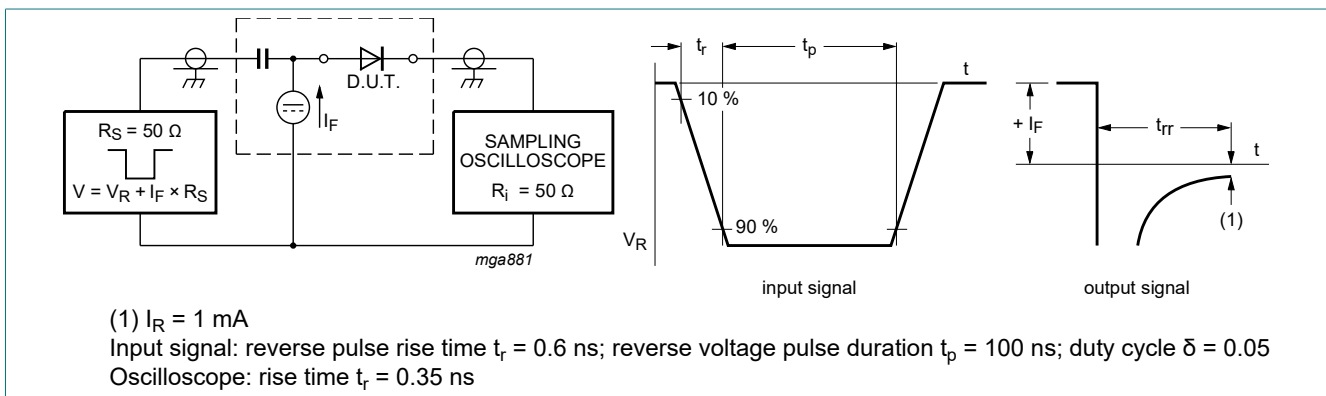 D.U.T.
I_F
R_S = 50 Ω
V = V_R + I_F × R_S
SAMPLING
OSCILLOSCOPE
R_i = 50 Ω
mga881
t_r
t_p
t
10 %
90 %
V_R
input signal
+ I_F
t_rr
t
(1)
output signal
(1) I_R = 1 mA
Input signal: reverse pulse rise time t_r = 0.6 ns; reverse voltage pulse duration t_p = 100 ns; duty cycle δ = 0.05
Oscilloscope: rise time t_r = 0.35 ns